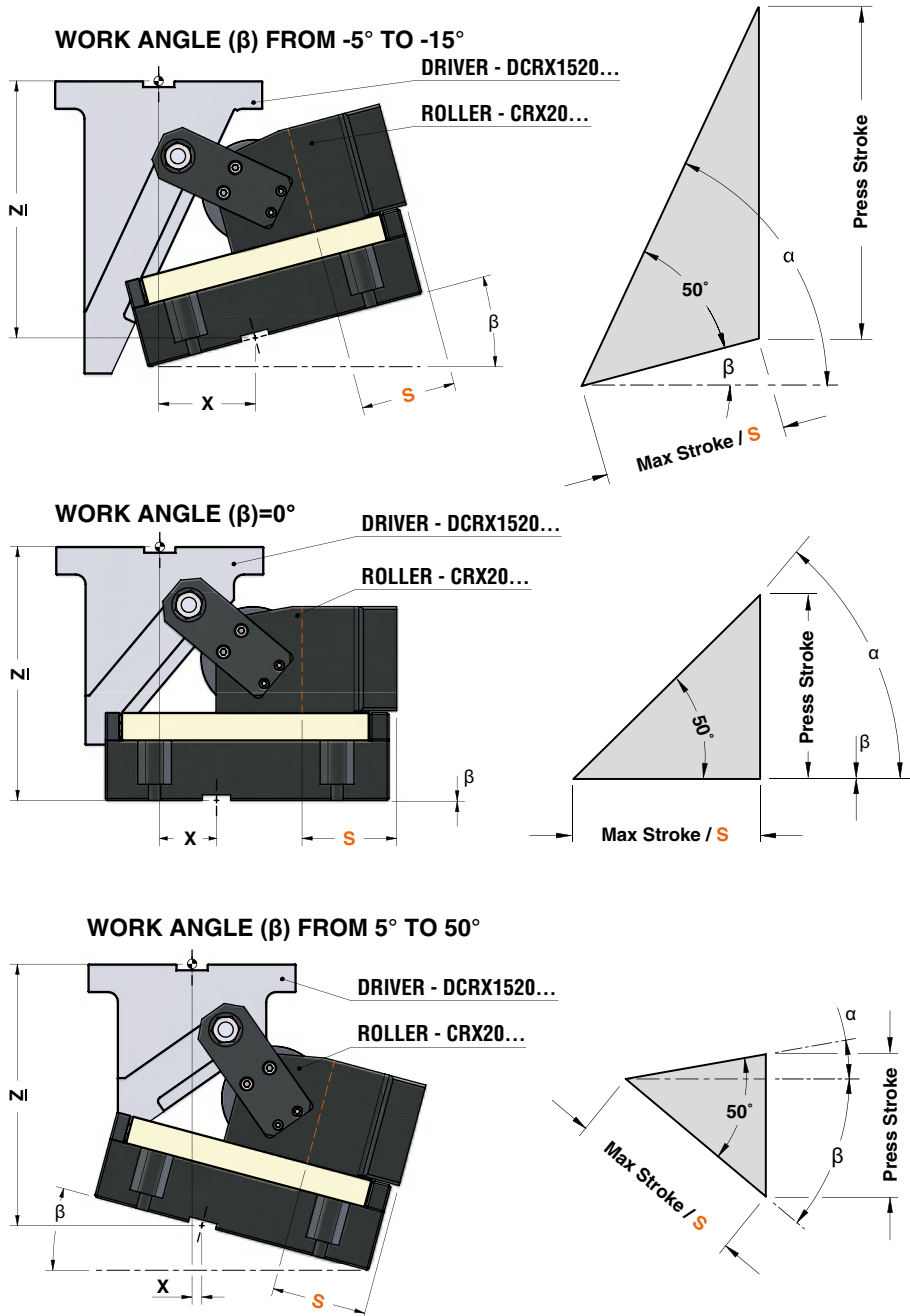 WORK ANGLE (β) FROM -5° TO -15°
DRIVER - DCRX1520...
ROLLER - CRX20...
Z
X
S
β
Press Stroke
α
50°
β
Max Stroke / S
WORK ANGLE (β)=0°
DRIVER - DCRX1520...
ROLLER - CRX20...
Z
X
S
β
Press Stroke
α
50°
β
Max Stroke / S
WORK ANGLE (β) FROM 5° TO 50°
DRIVER - DCRX1520...
ROLLER - CRX20...
Z
β
X
S
α
50°
β
Press Stroke
Max Stroke / S